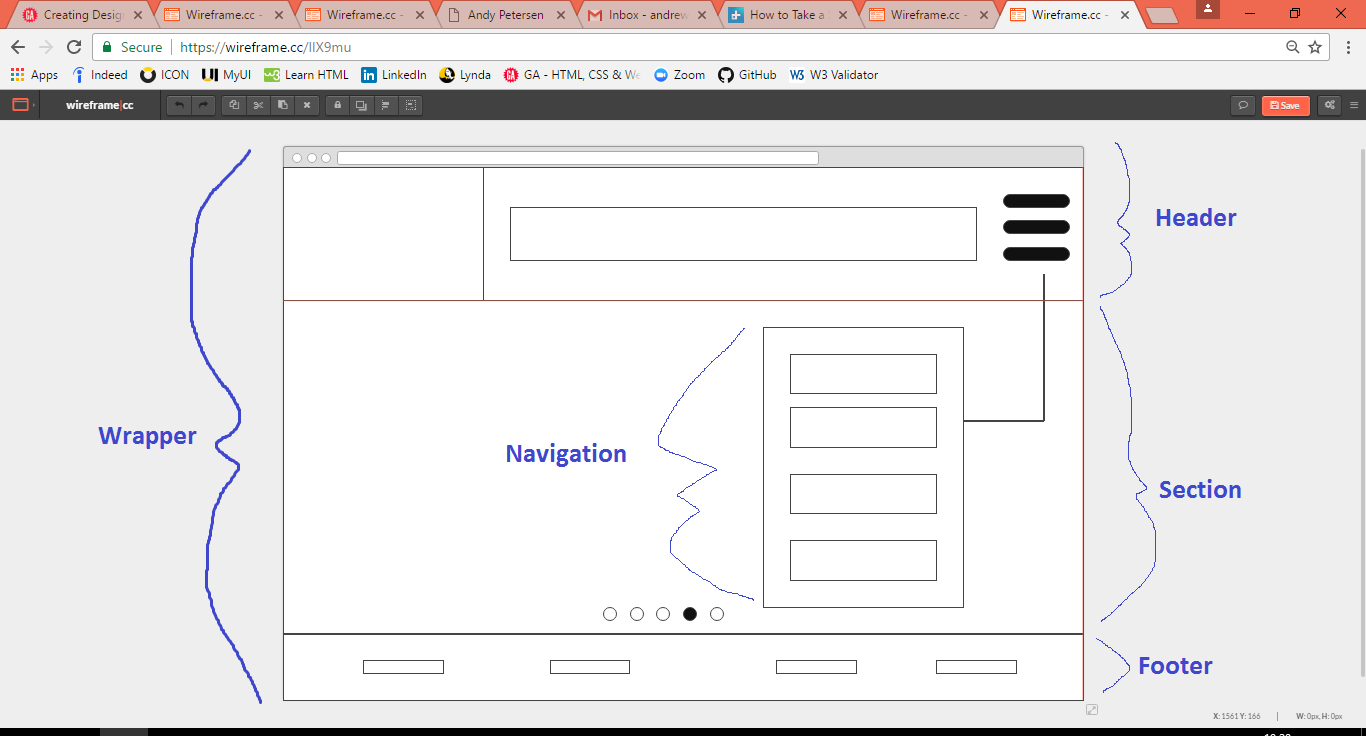 Creating Design
Wireframe.cc -
Wireframe.cc -
Andy Petersen
Inbox - andrew
How to Take a
Wireframe.cc -
Wireframe.cc -
Secure https://wireframe.cc/
Apps Indeed ICON MyUI Learn HTML LinkedIn Lynda GA - HTML, CSS & We Zoom GitHub W3 Validator
wireframe|cc
Save
Header
Wrapper
Navigation
Section
Footer
X: 1561 Y: 166 W: 0px, H: 0px